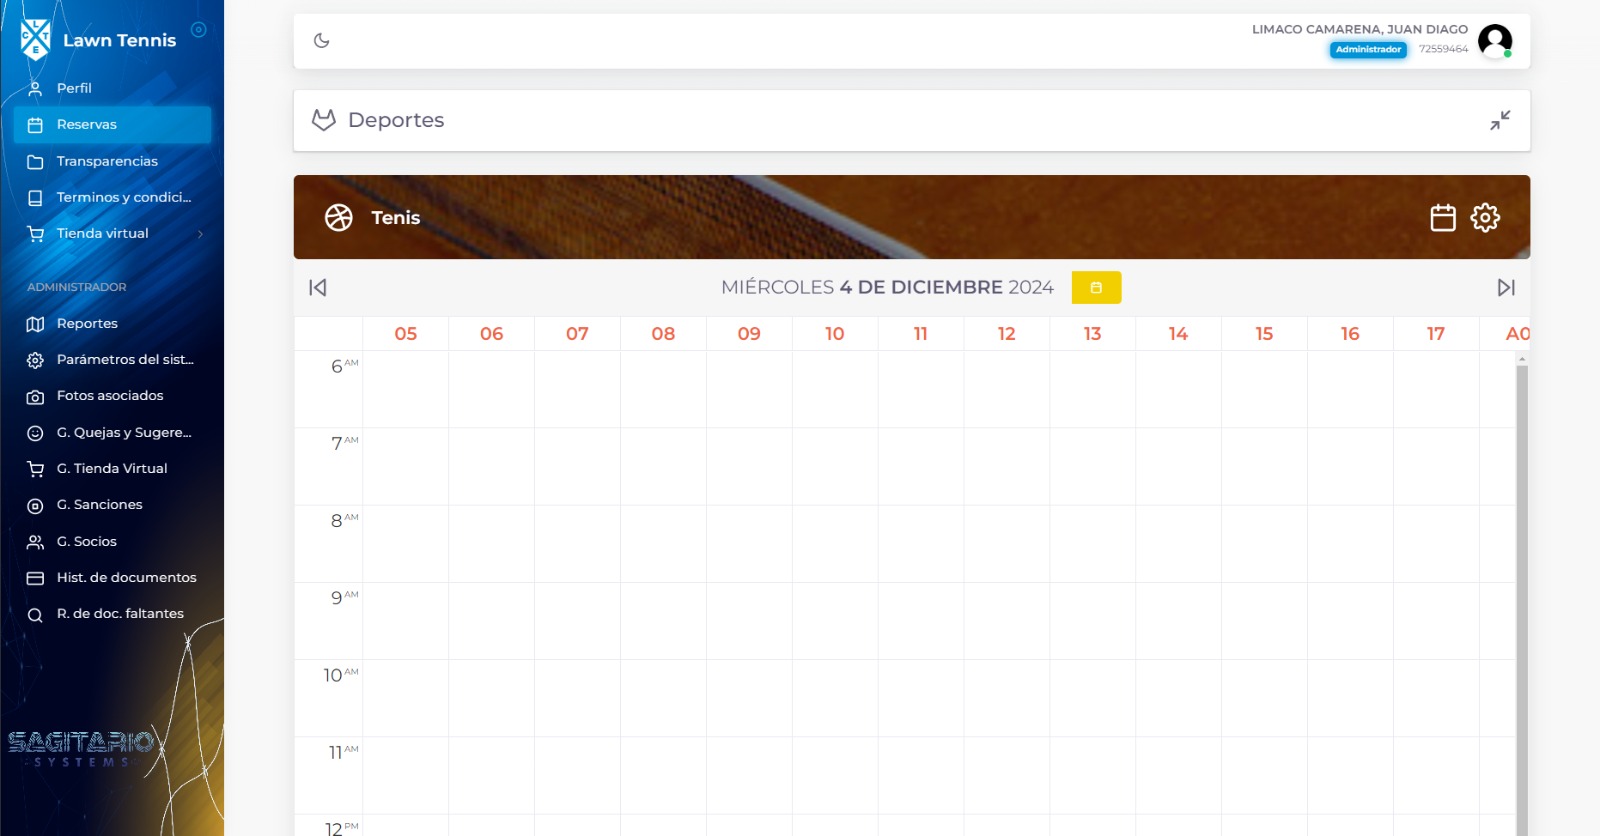 L
C T
E
Lawn Tennis
Perfil
Reservas
Transparencias
Terminos y condici...
Tienda virtual
ADMINISTRADOR
Reportes
Parámetros del sist...
Fotos asociados
G. Quejas y Sugere...
G. Tienda Virtual
G. Sanciones
G. Socios
Hist. de documentos
R. de doc. faltantes
SAGITARIO
SYSTEMS
LIMACO CAMARENA, JUAN DIAGO
Administrador 72559464
Deportes
Tenis
MIÉRCOLES 4 DE DICIEMBRE 2024
05 06 07 08 09 10 11 12 13 14 15 16 17 A0
6 AM
7 AM
8 AM
9 AM
10 AM
11 AM
12 PM